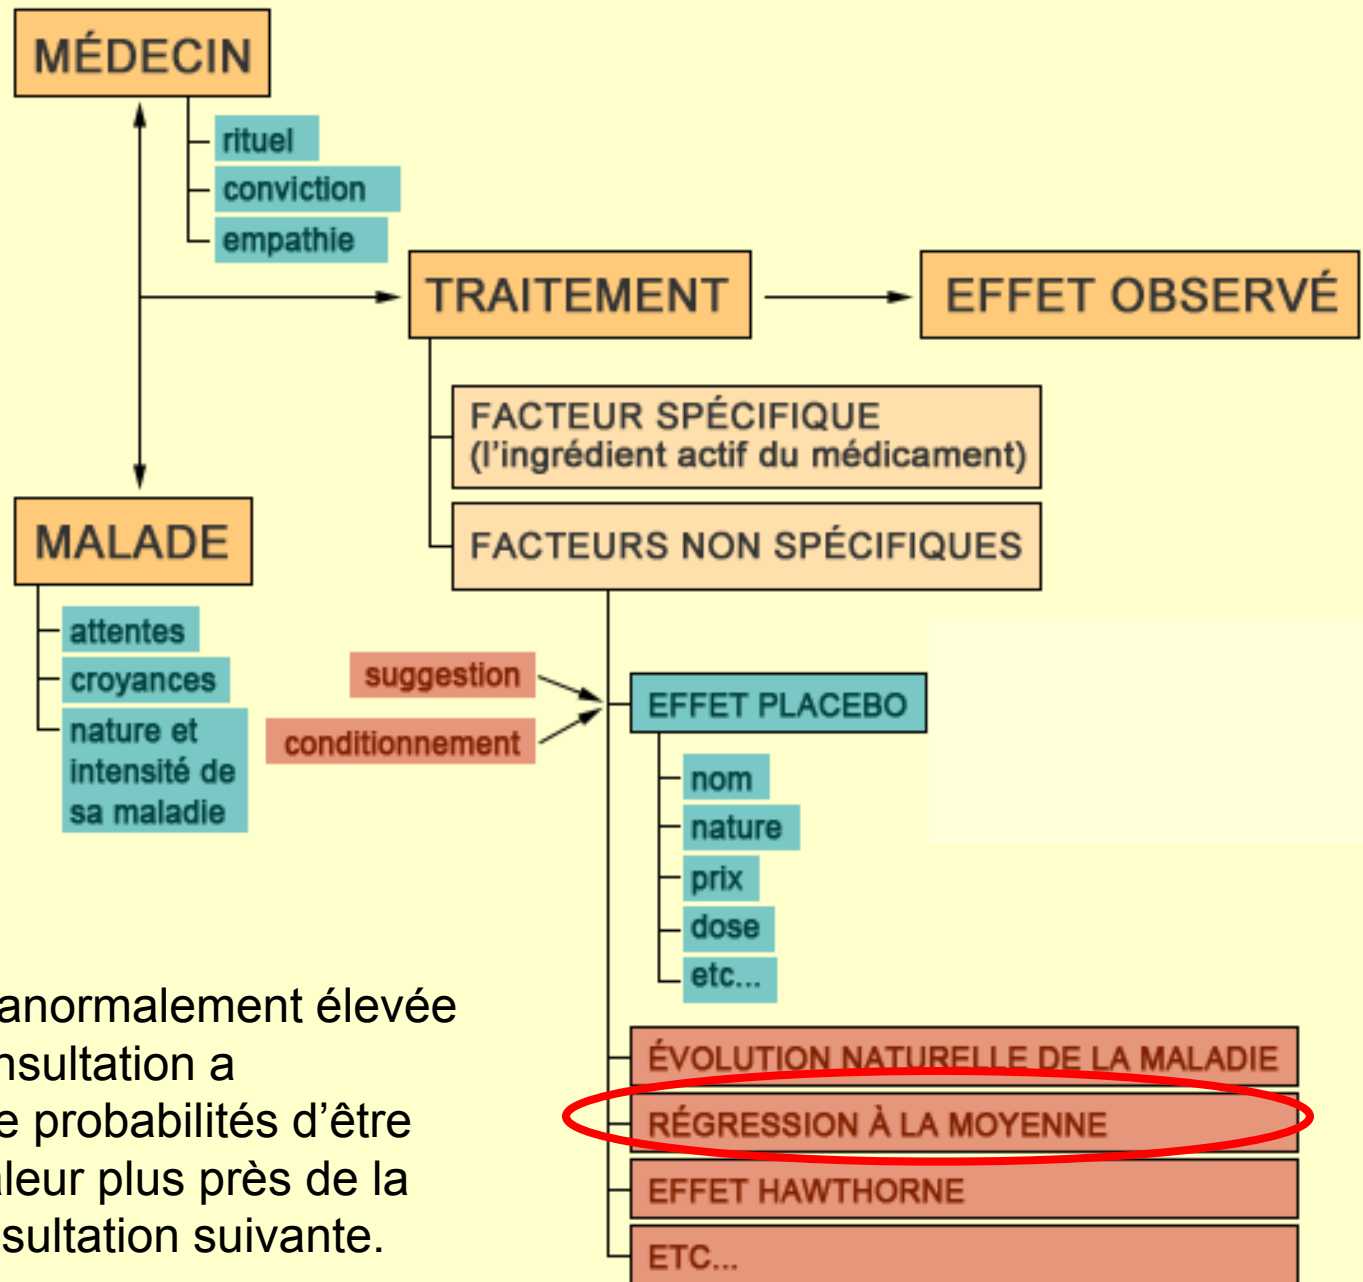 MÉDECIN
rituel
conviction
empathie
TRAITEMENT
EFFET OBSERVÉ
FACTEUR SPÉCIFIQUE
(l'ingrédient actif du médicament)
FACTEURS NON SPÉCIFIQUES
MALADE
attentes
croyances
nature et
intensité de
sa maladie
suggestion
conditionnement
EFFET PLACEBO
nom
nature
prix
dose
etc...
anormalement élevée
nsultation a
e probabilités d'être
aleur plus près de la
sultation suivante.
ÉVOLUTION NATURELLE DE LA MALADIE
RÉGRESSION À LA MOYENNE
EFFET HAWTHORNE
ETC...